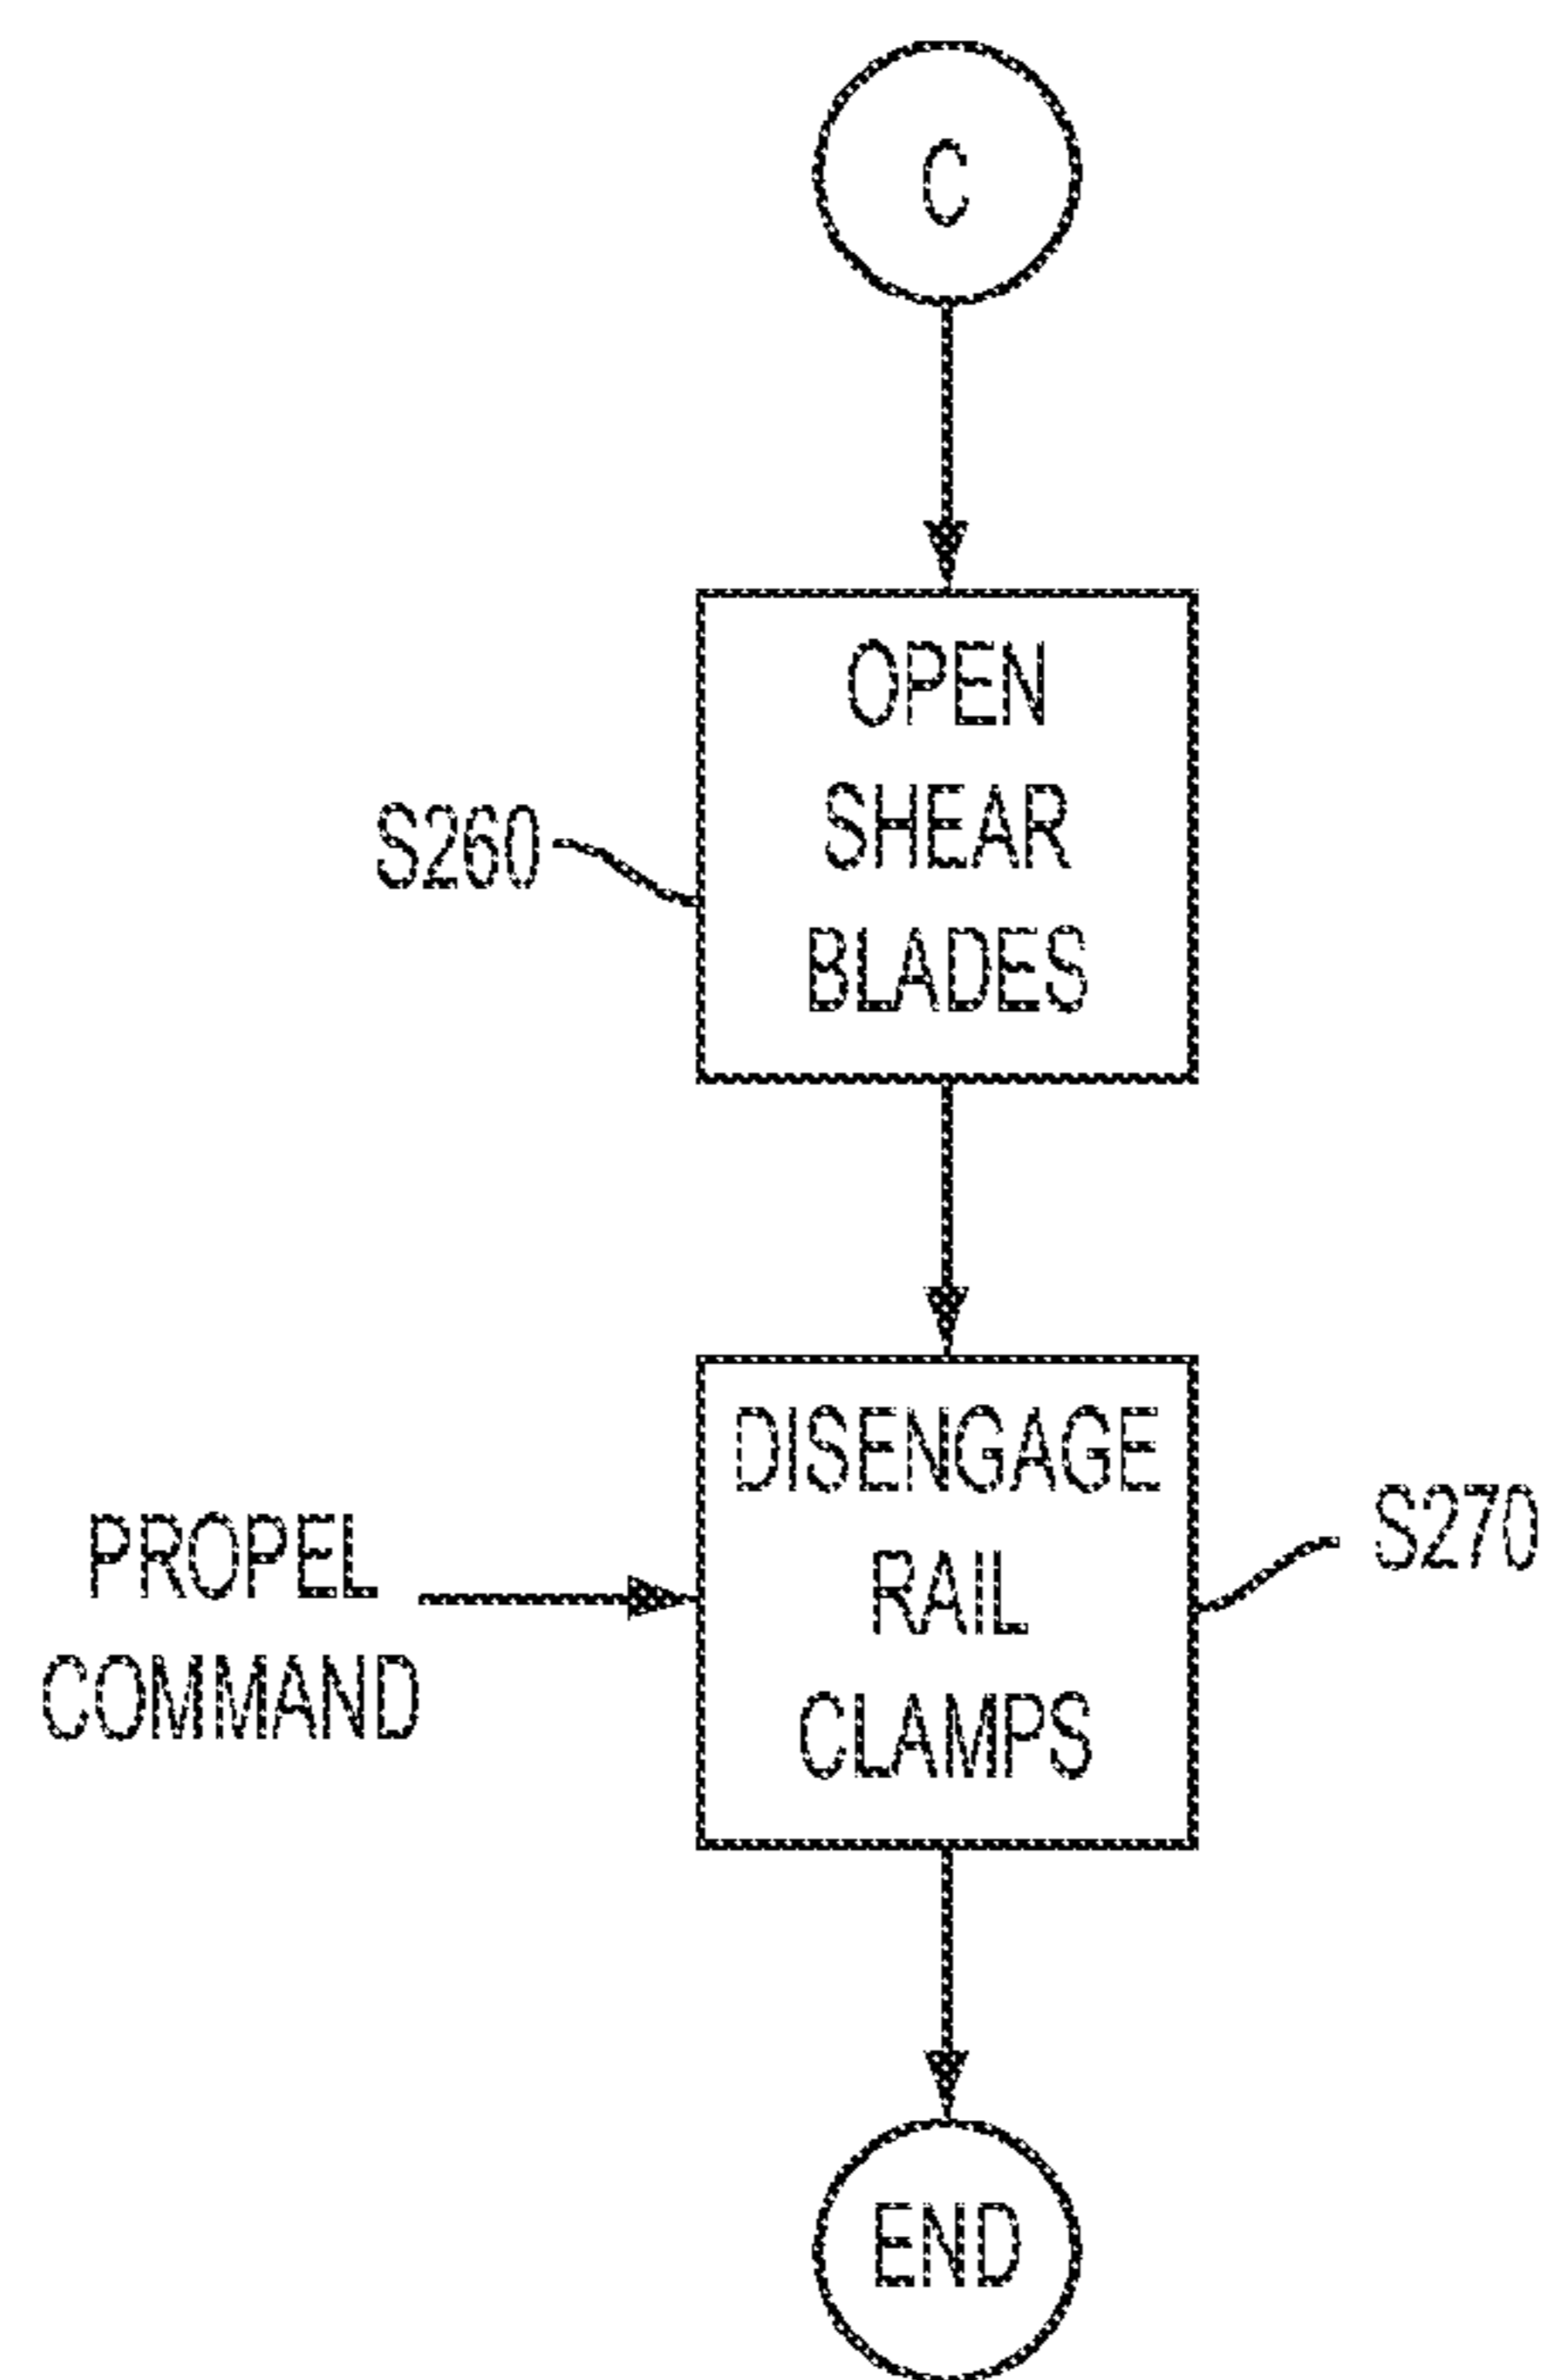 C
OPEN
SHEAR
BLADES
S260
DISENGAGE
RAIL
CLAMPS
S270
PROPEL
COMMAND
END